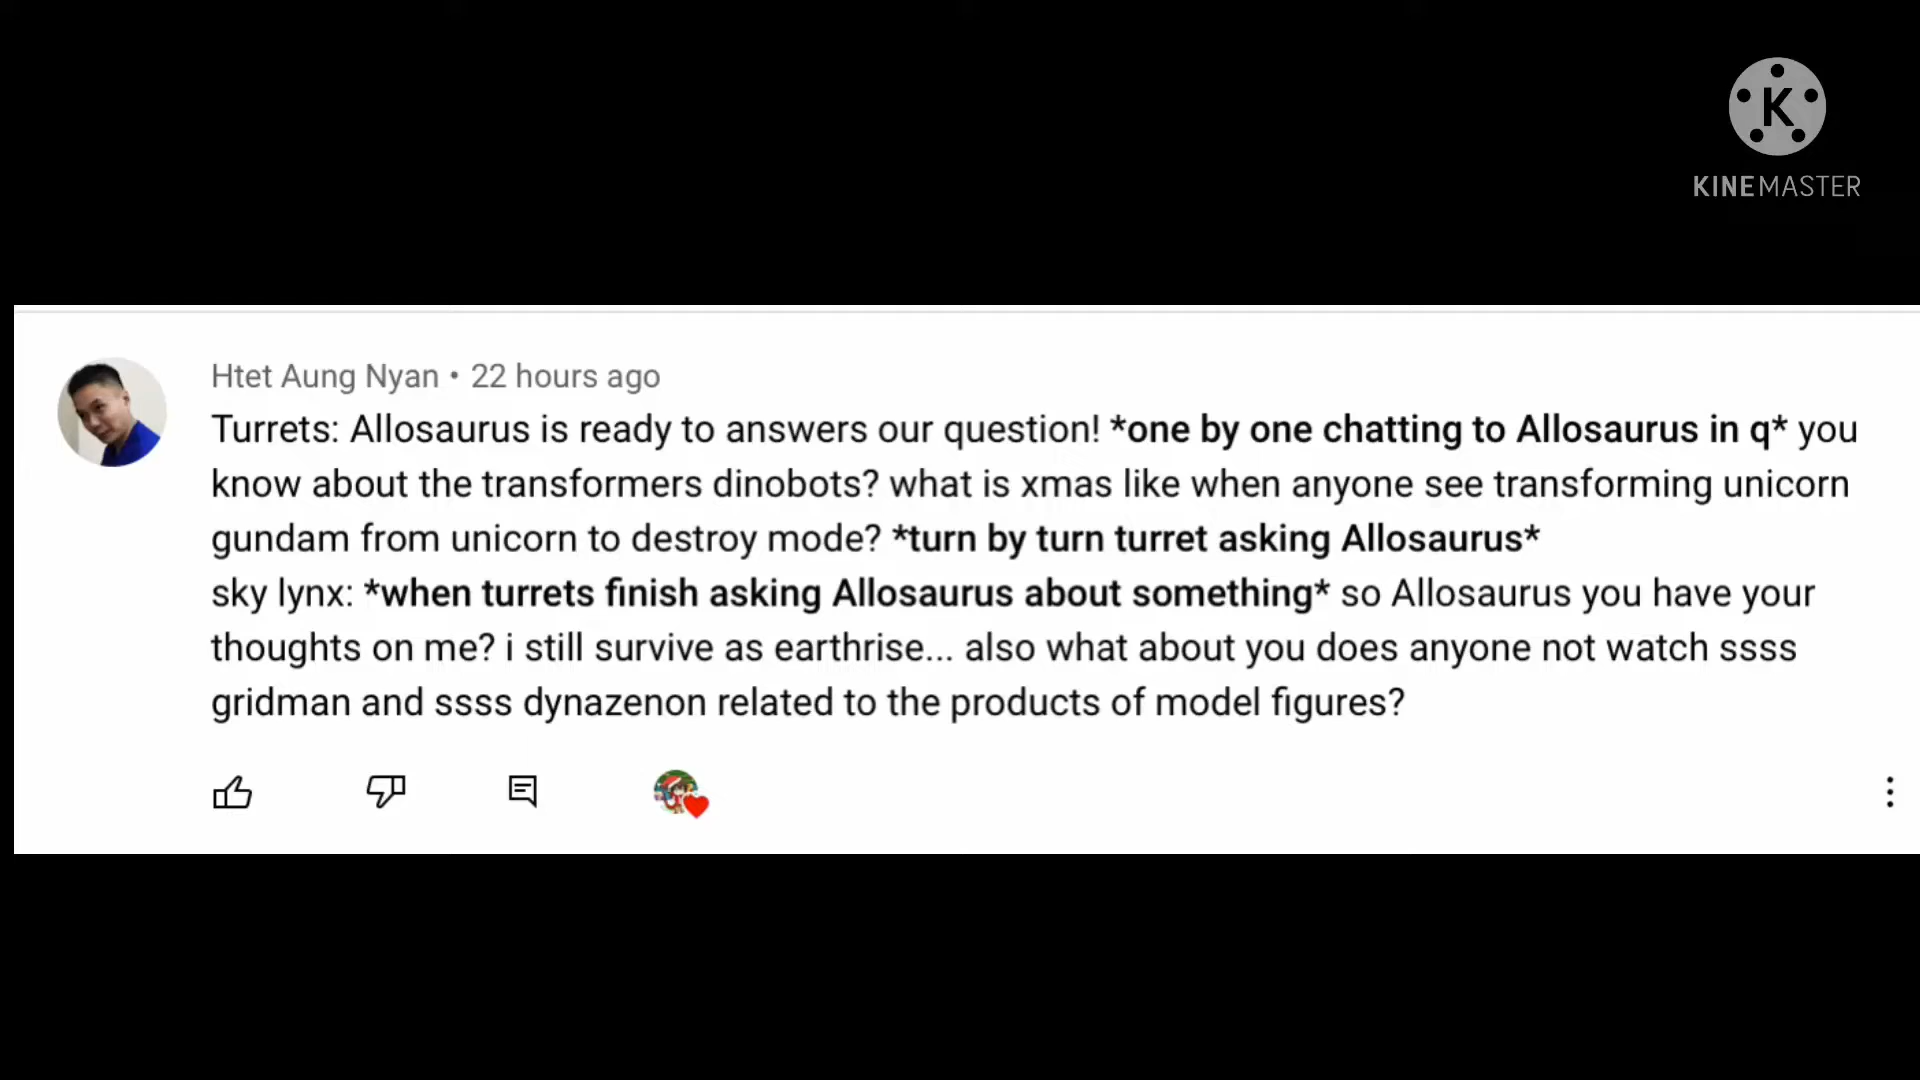 K
KINEMASTER
Htet Aung Nyan • 22 hours ago
Turrets: Allosaurus is ready to answers our question! *one by one chatting to Allosaurus in q* you
know about the transformers dinobots? what is xmas like when anyone see transforming unicorn
gundam from unicorn to destroy mode? *turn by turn turret asking Allosaurus*
sky lynx: *when turrets finish asking Allosaurus about something* so Allosaurus you have your
thoughts on me? i still survive as earthrise... also what about you does anyone not watch ssss
gridman and ssss dynazenon related to the products of model figures?